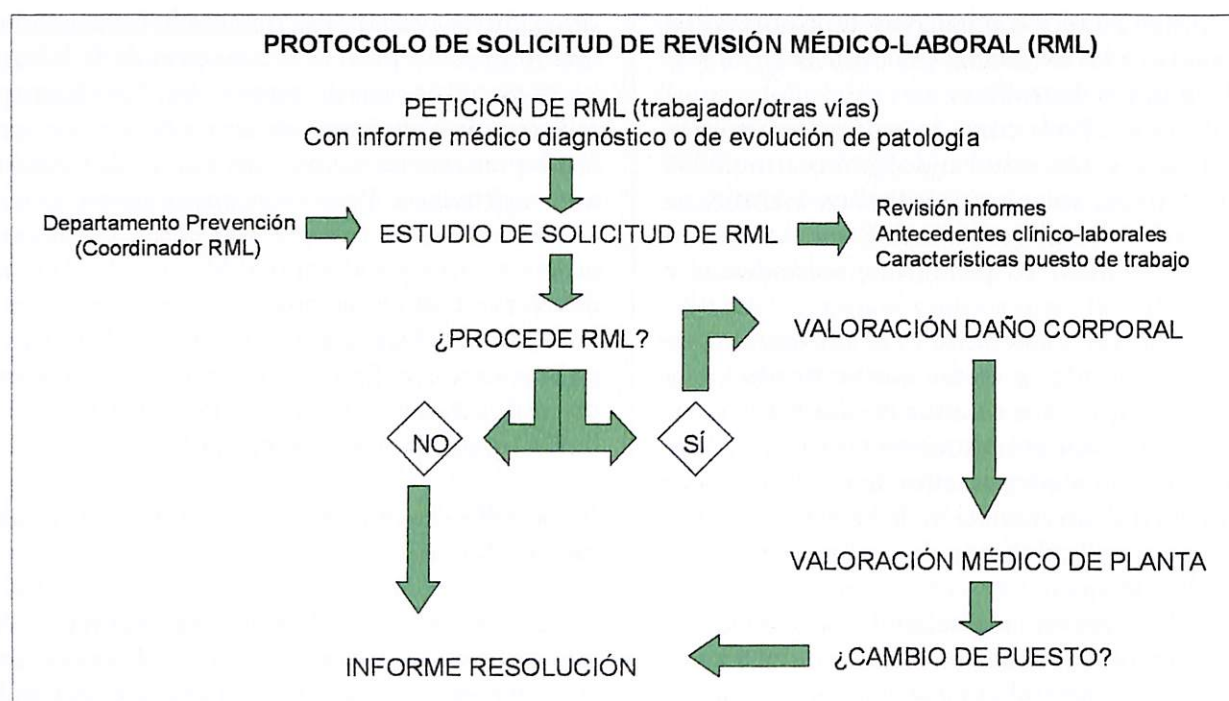 PROTOCOLO DE SOLICITUD DE REVISIÓN MÉDICO-LABORAL (RML)
PETICIÓN DE RML (trabajador/otras vías)
Con informe médico diagnóstico o de evolución de patología
Departamento Prevención
(Coordinador RML)
ESTUDIO DE SOLICITUD DE RML
Revisión informes
Antecedentes clínico-laborales
Características puesto de trabajo
¿PROCEDE RML?
VALORACIÓN DAÑO CORPORAL
NO
SÍ
VALORACIÓN MÉDICO DE PLANTA
INFORME RESOLUCIÓN
¿CAMBIO DE PUESTO?